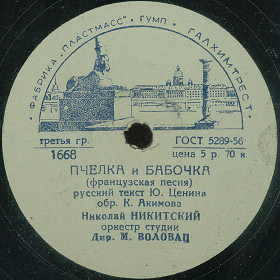 ФАБРИКА „ПЛАСТМАСС" • ГУМП • ГАЛХИМТРЕСТ •
третья гр.
ГОСТ 5289-56
1668
цена 5 р. 70 к
ПЧЕЛКА и БАБОЧКА
(французская песня)
русский текст Ю. Ценина
обр. К. Акимова
Николай НИКИТСКИЙ
оркестр студии
Дир. М. ВОЛОВАЦ